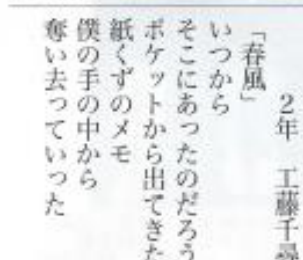 2年　工藤千尋
「春風」
いつから
そこにあったのだろう
ポケットから出てきた
紙くずのメモ
僕の手の中から
奪い去っていった